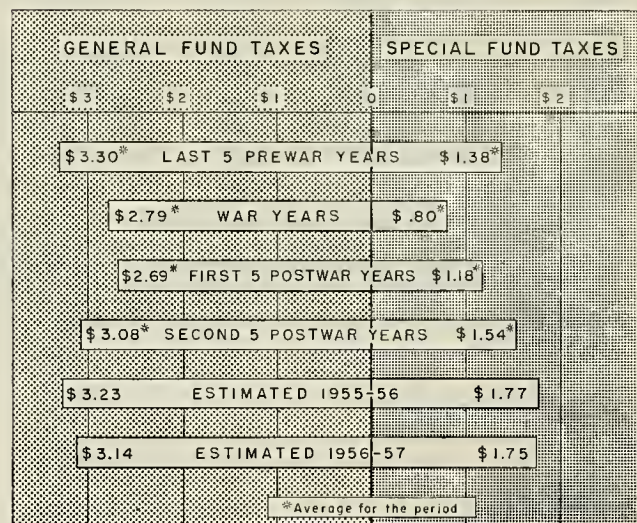 GENERAL FUND TAXES SPECIAL FUND TAXES
$3 $2 $1 0 $1 $2
$3.30* LAST 5 PREWAR YEARS $1.38*
$2.79* WAR YEARS $.80*
$2.69* FIRST 5 POSTWAR YEARS $1.18*
$3.08* SECOND 5 POSTWAR YEARS $1.54*
$3.23 ESTIMATED 1955-56 $1.77
$3.14 ESTIMATED 1956-57 $1.75
*Average for the period